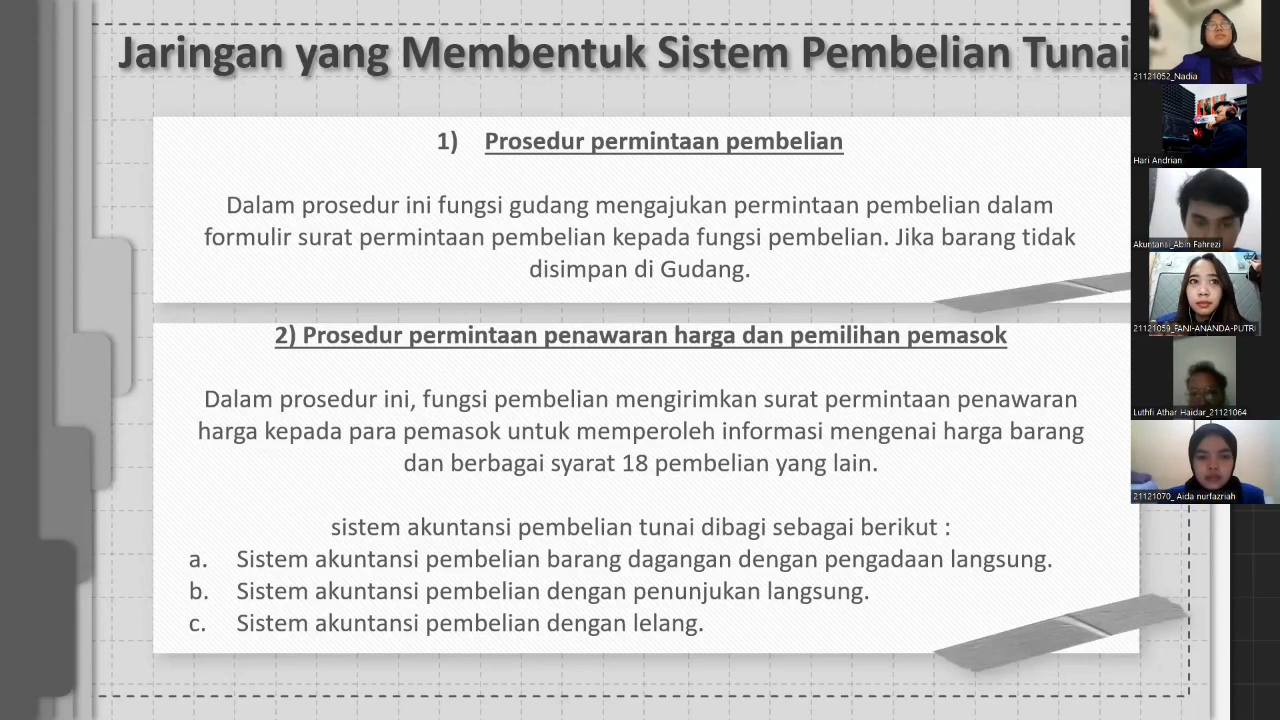 Jaringan yang Membentuk Sistem Pembelian Tunai
1) Prosedur permintaan pembelian
Dalam prosedur ini fungsi gudang mengajukan permintaan pembelian dalam
formulir surat permintaan pembelian kepada fungsi pembelian. Jika barang tidak
disimpan di Gudang.
2) Prosedur permintaan penawaran harga dan pemilihan pemasok
Dalam prosedur ini, fungsi pembelian mengirimkan surat permintaan penawaran
harga kepada para pemasok untuk memperoleh informasi mengenai harga barang
dan berbagai syarat 18 pembelian yang lain.
sistem akuntansi pembelian tunai dibagi sebagai berikut :
a. Sistem akuntansi pembelian barang dagangan dengan pengadaan langsung.
b. Sistem akuntansi pembelian dengan penunjukan langsung.
c. Sistem akuntansi pembelian dengan lelang.
21121052_Nadia
Hari Andrian
Akuntansi_Abin Fahrezi
21121059_FANI-ANANDA-PUTRI
Luthfi Athar Haidar_21121064
21121070_ Aida nurfazriah